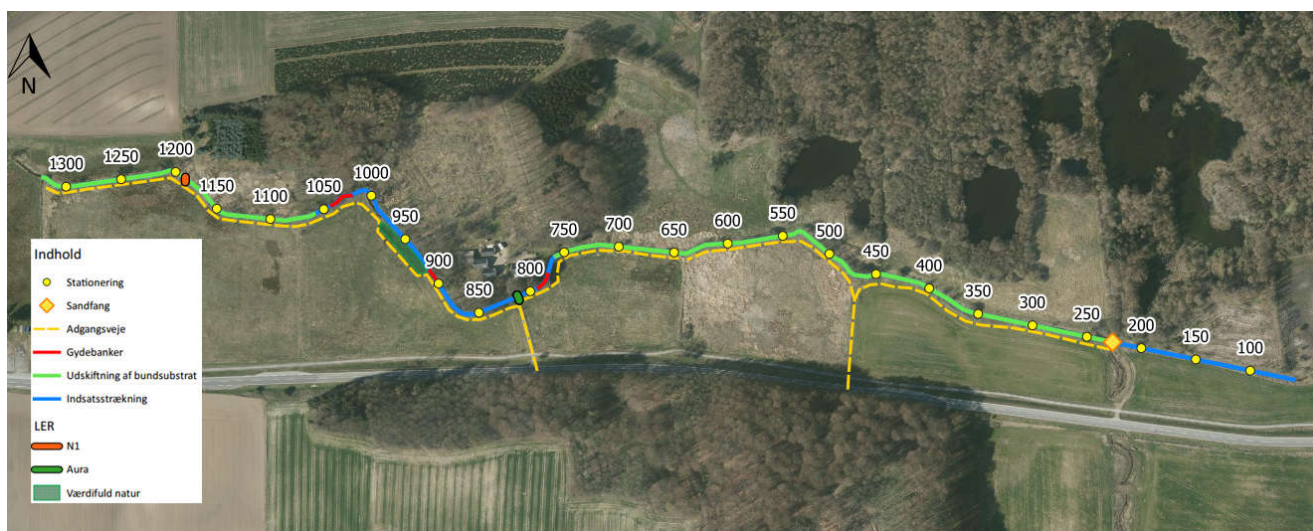 N
1300
1250
1200
1150
1100
1050
1000
950
900
850
800
750
700
650
600
550
500
450
400
350
300
250
200
150
100
Indhold
Stationering
Sandfang
Adgangsveje
Gydebanker
Udskiftning af bundsubstrat
Indsatsstrækning
LER
N1
Aura
Værdifuld natur